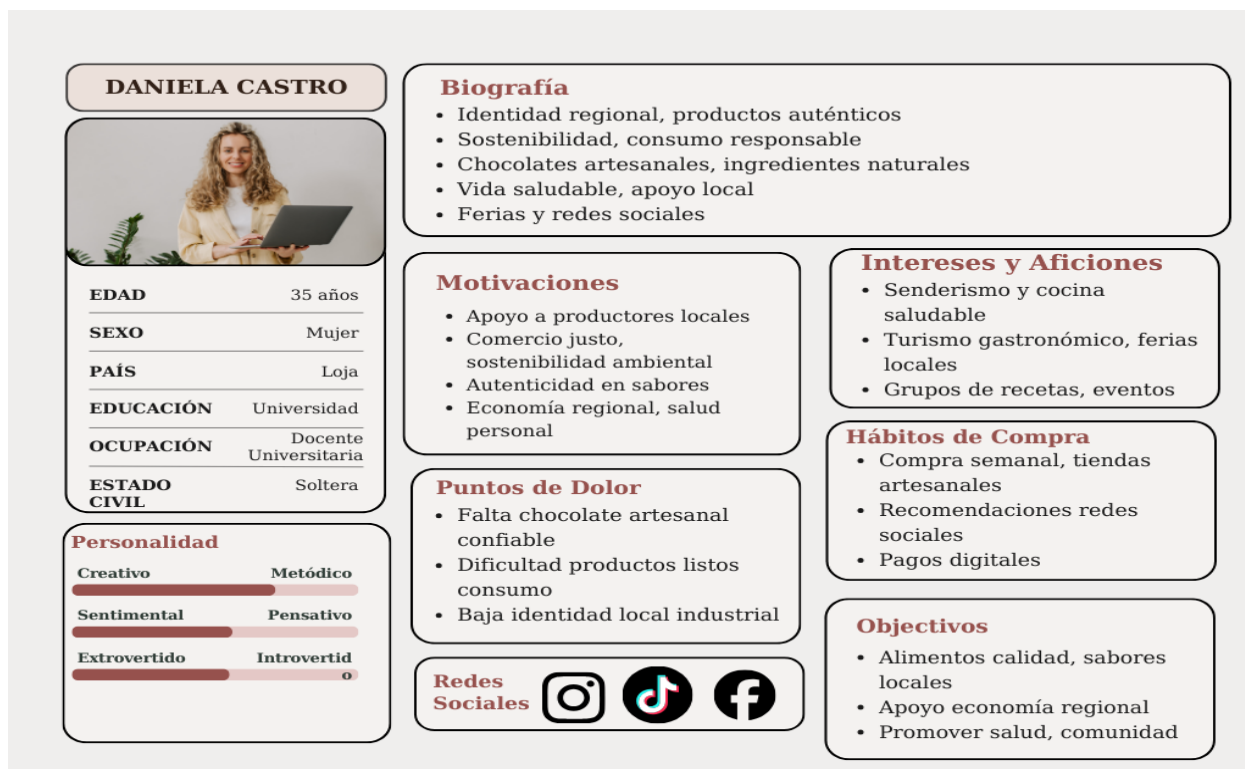 DANIELA CASTRO
EDAD 35 años
SEXO Mujer
PAÍS Loja
EDUCACIÓN Universidad
OCUPACIÓN Docente
Universitaria
ESTADO Soltera
CIVIL
Personalidad
Creativo Metódico
Sentimental Pensativo
Extrovertido Introvertid
o
Biografía
• Identidad regional, productos auténticos
• Sostenibilidad, consumo responsable
• Chocolates artesanales, ingredientes naturales
• Vida saludable, apoyo local
• Ferias y redes sociales
Motivaciones
• Apoyo a productores locales
• Comercio justo,
sostenibilidad ambiental
• Autenticidad en sabores
• Economía regional, salud
personal
Puntos de Dolor
• Falta chocolate artesanal
confiable
• Dificultad productos listos
consumo
• Baja identidad local industrial
Redes
Sociales
Intereses y Aficiones
• Senderismo y cocina
saludable
• Turismo gastronómico, ferias
locales
• Grupos de recetas, eventos
Hábitos de Compra
• Compra semanal, tiendas
artesanales
• Recomendaciones redes
sociales
• Pagos digitales
Objectivos
• Alimentos calidad, sabores
locales
• Apoyo economía regional
• Promover salud, comunidad